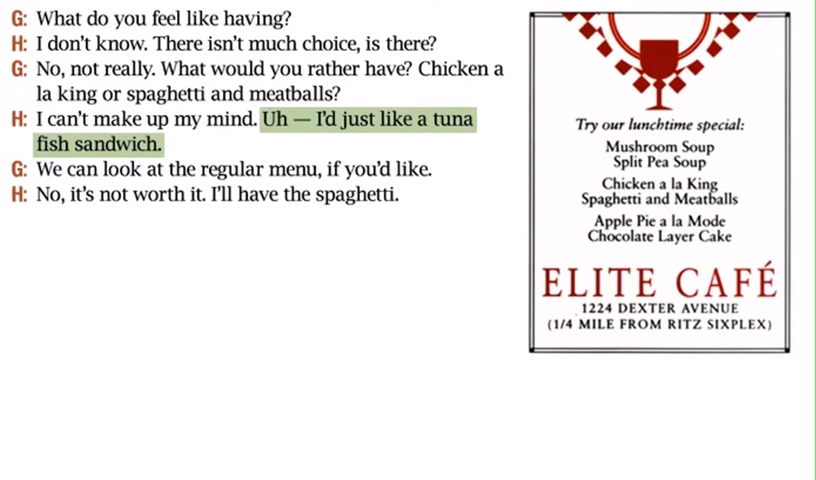 G: What do you feel like having?
H: I don't know. There isn't much choice, is there?
G: No, not really. What would you rather have? Chicken a
la king or spaghetti and meatballs?
H: I can't make up my mind. Uh — I'd just like a tuna
fish sandwich.
G: We can look at the regular menu, if you'd like.
H: No, it's not worth it. I'll have the spaghetti.
Try our lunchtime special:
Mushroom Soup
Split Pea Soup
Chicken a la King
Spaghetti and Meatballs
Apple Pie a la Mode
Chocolate Layer Cake
ELITE CAFÉ
1224 DEXTER AVENUE
(1/4 MILE FROM RITZ SIXPLEX)